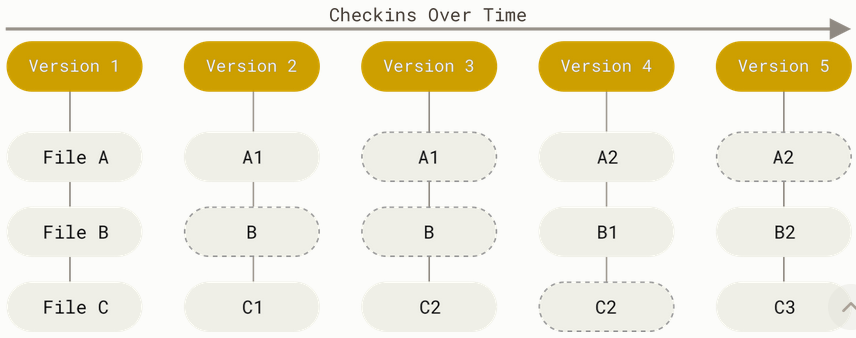 Checkins Over Time
Version 1 Version 2 Version 3 Version 4 Version 5
File A A1 A1 A2 A2
File B B B B1 B2
File C C1 C2 C2 C3